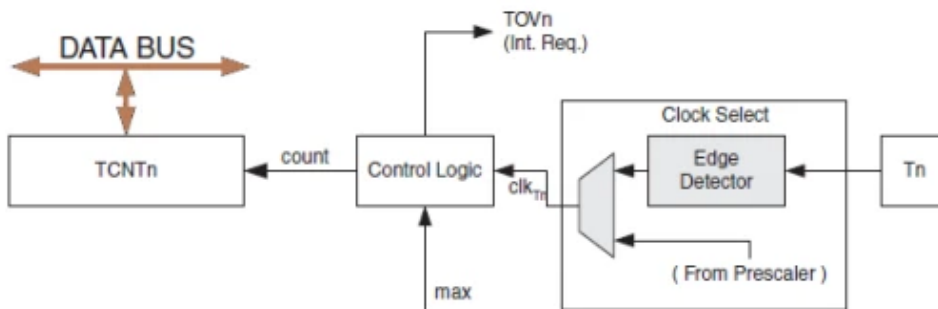 TOVn
(Int. Req.)
DATA BUS
Clock Select
TCNTn
count
Control Logic
clkTn
Edge
Detector
Tn
( From Prescaler )
max